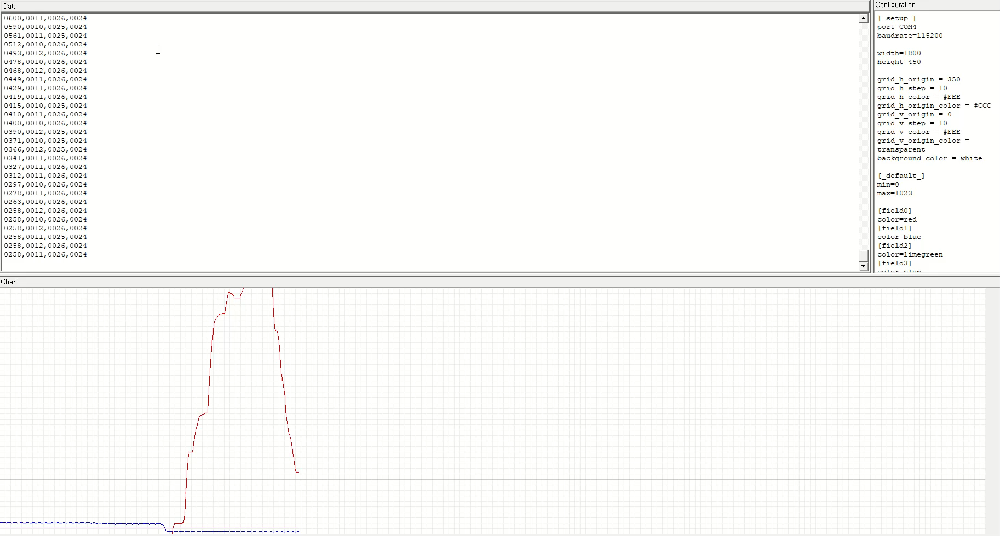 Data
0600,0011,0026,0024
0590,0010,0025,0024
0561,0011,0025,0024
0512,0010,0026,0024
0493,0012,0026,0024
0478,0010,0026,0024
0468,0012,0026,0024
0449,0011,0026,0024
0429,0011,0026,0024
0419,0011,0026,0024
0415,0010,0025,0024
0410,0011,0026,0024
0400,0010,0026,0024
0390,0012,0025,0024
0371,0010,0025,0024
0366,0012,0025,0024
0341,0011,0026,0024
0327,0011,0026,0024
0312,0011,0026,0024
0297,0010,0026,0024
0278,0011,0026,0024
0263,0010,0026,0024
0258,0012,0026,0024
0258,0010,0026,0024
0258,0012,0026,0024
0258,0011,0025,0024
0258,0012,0026,0024
0258,0011,0026,0024
Configuration
[_setup_]
port=COM4
baudrate=115200
width=1800
height=450
grid_h_origin = 350
grid_h_step = 10
grid_h_color = #EEE
grid_h_origin_color = #CCC
grid_v_origin = 0
grid_v_step = 10
grid_v_color = #EEE
grid_v_origin_color =
transparent
background_color = white
[_default_]
min=0
max=1023
[field0]
color=red
[field1]
color=blue
[field2]
color=limegreen
[field3]
color=plum
Chart